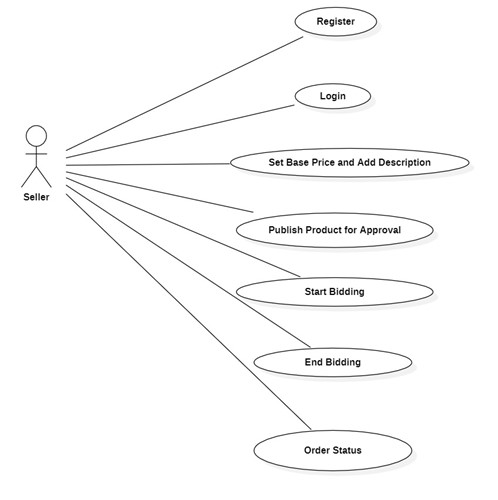 Register
Login
Seller
Set Base Price and Add Description
Publish Product for Approval
Start Bidding
End Bidding
Order Status